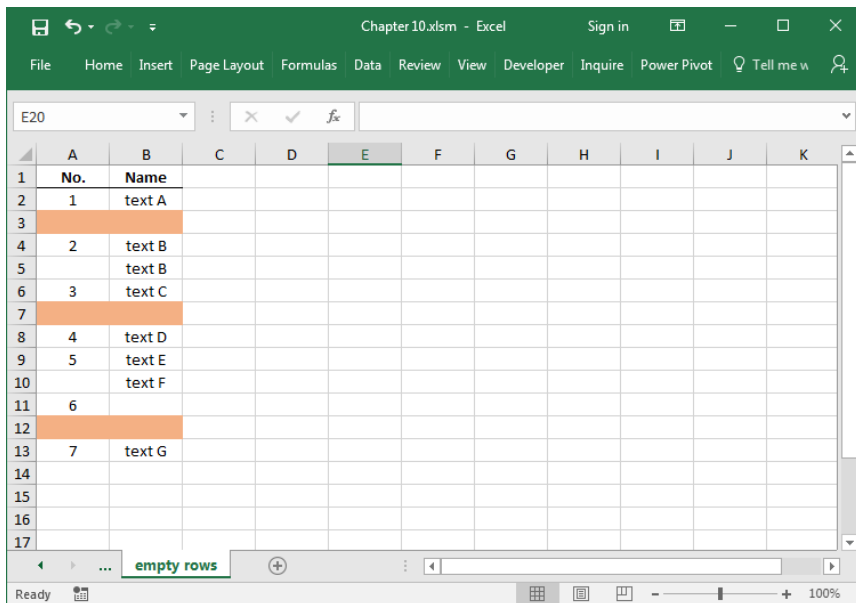 Chapter 10.xlsm - Excel Sign in
File Home Insert Page Layout Formulas Data Review View Developer Inquire Power Pivot Tell me w
E20 fx
A B C D E F G H I J K
1 No. Name
2 1 text A
3
4 2 text B
5 text B
6 3 text C
7
8 4 text D
9 5 text E
10 text F
11 6
12
13 7 text G
14
15
16
17
... empty rows
Ready 100%